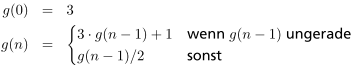 g(0) = 3
g(n) = { 3 · g(n − 1) + 1 wenn g(n − 1) ungerade
g(n − 1)/2 sonst